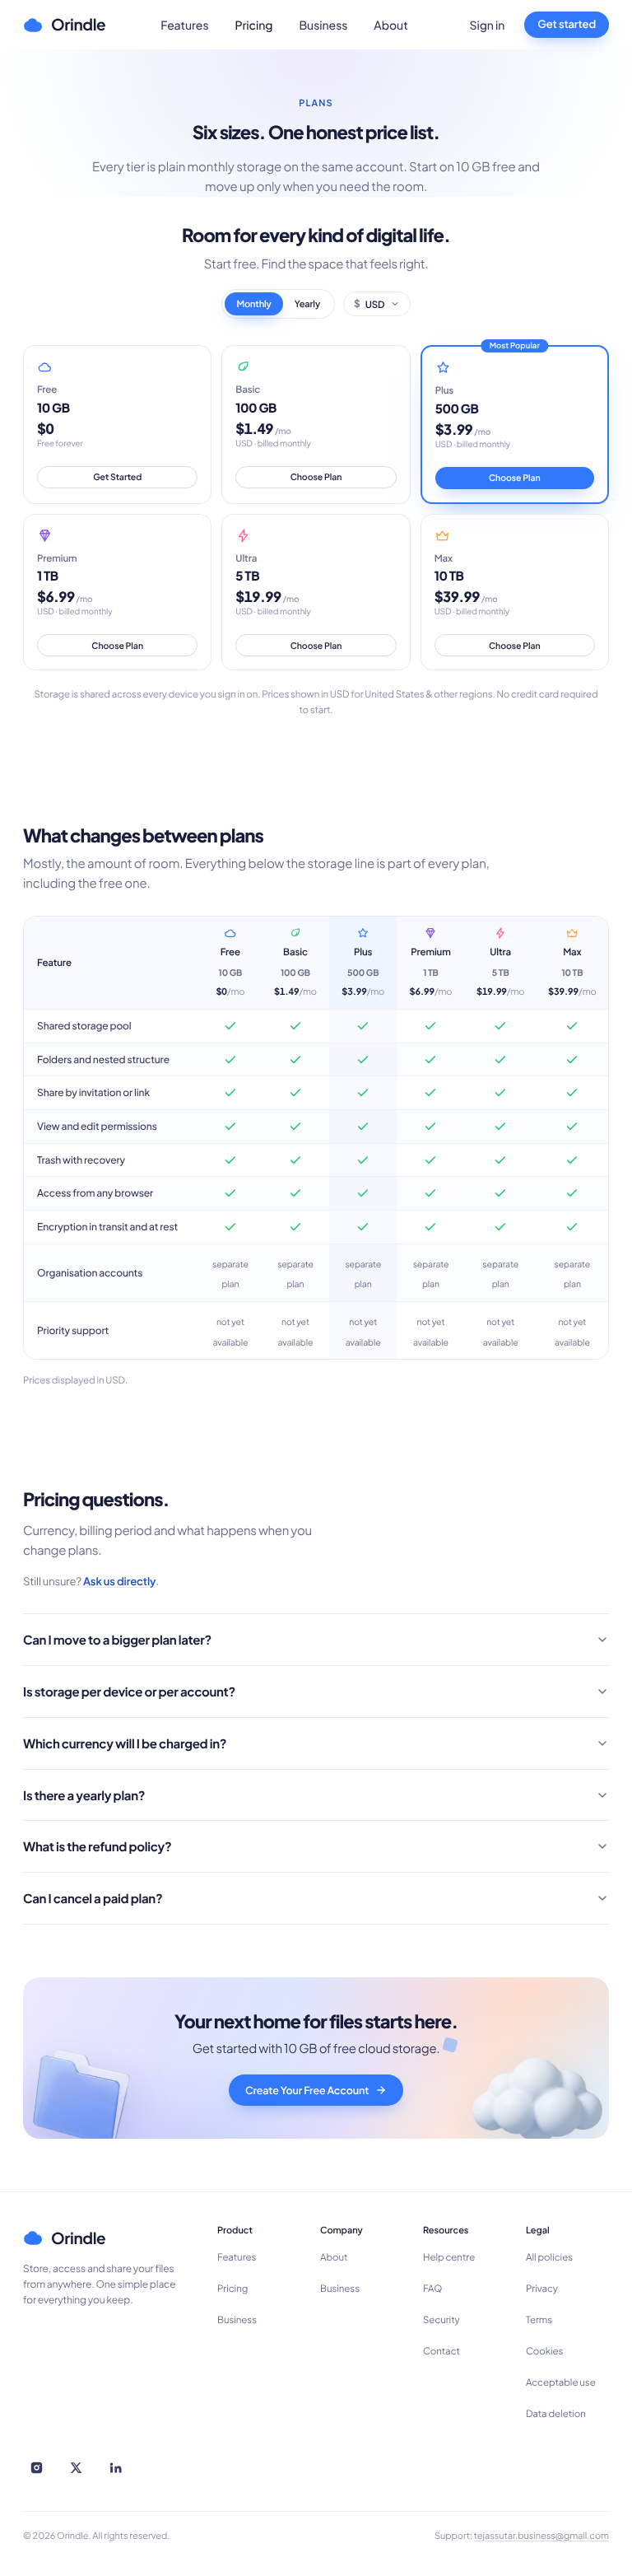 Orindle
Features
Pricing
Business
About
Sign in
Get started
PLANS
Six sizes. One honest price list.
Every tier is plain monthly storage on the same account. Start on 10 GB free and
move up only when you need the room.
Room for every kind of digital life.
Start free. Find the space that feels right.
Monthly
Yearly
$ USD
Free
10 GB
$0
Free forever
Get Started
Basic
100 GB
$1.49 /mo
USD · billed monthly
Choose Plan
Most Popular
Plus
500 GB
$3.99 /mo
USD · billed monthly
Choose Plan
Premium
1 TB
$6.99 /mo
USD · billed monthly
Choose Plan
Ultra
5 TB
$19.99 /mo
USD · billed monthly
Choose Plan
Max
10 TB
$39.99 /mo
USD · billed monthly
Choose Plan
Storage is shared across every device you sign in on. Prices shown in USD for United States & other regions. No credit card required
to start.
What changes between plans
Mostly, the amount of room. Everything below the storage line is part of every plan,
including the free one.
Feature
Free Basic Plus Premium Ultra Max
10 GB 100 GB 500 GB 1 TB 5 TB 10 TB
$0/mo $1.49/mo $3.99/mo $6.99/mo $19.99/mo $39.99/mo
Shared storage pool
Folders and nested structure
Share by invitation or link
View and edit permissions
Trash with recovery
Access from any browser
Encryption in transit and at rest
Organisation accounts
separate separate separate separate separate separate
plan plan plan plan plan plan
Priority support
not yet not yet not yet not yet not yet not yet
available available available available available available
Prices displayed in USD.
Pricing questions.
Currency, billing period and what happens when you
change plans.
Still unsure? Ask us directly.
Can I move to a bigger plan later?
Is storage per device or per account?
Which currency will I be charged in?
Is there a yearly plan?
What is the refund policy?
Can I cancel a paid plan?
Your next home for files starts here.
Get started with 10 GB of free cloud storage.
Create Your Free Account
Orindle
Store, access and share your files
from anywhere. One simple place
for everything you keep.
Product
Features
Pricing
Business
Company
About
Business
Resources
Help centre
FAQ
Security
Contact
Legal
All policies
Privacy
Terms
Cookies
Acceptable use
Data deletion
© 2026 Orindle. All rights reserved.
Support: tejassutar.business@gmail.com